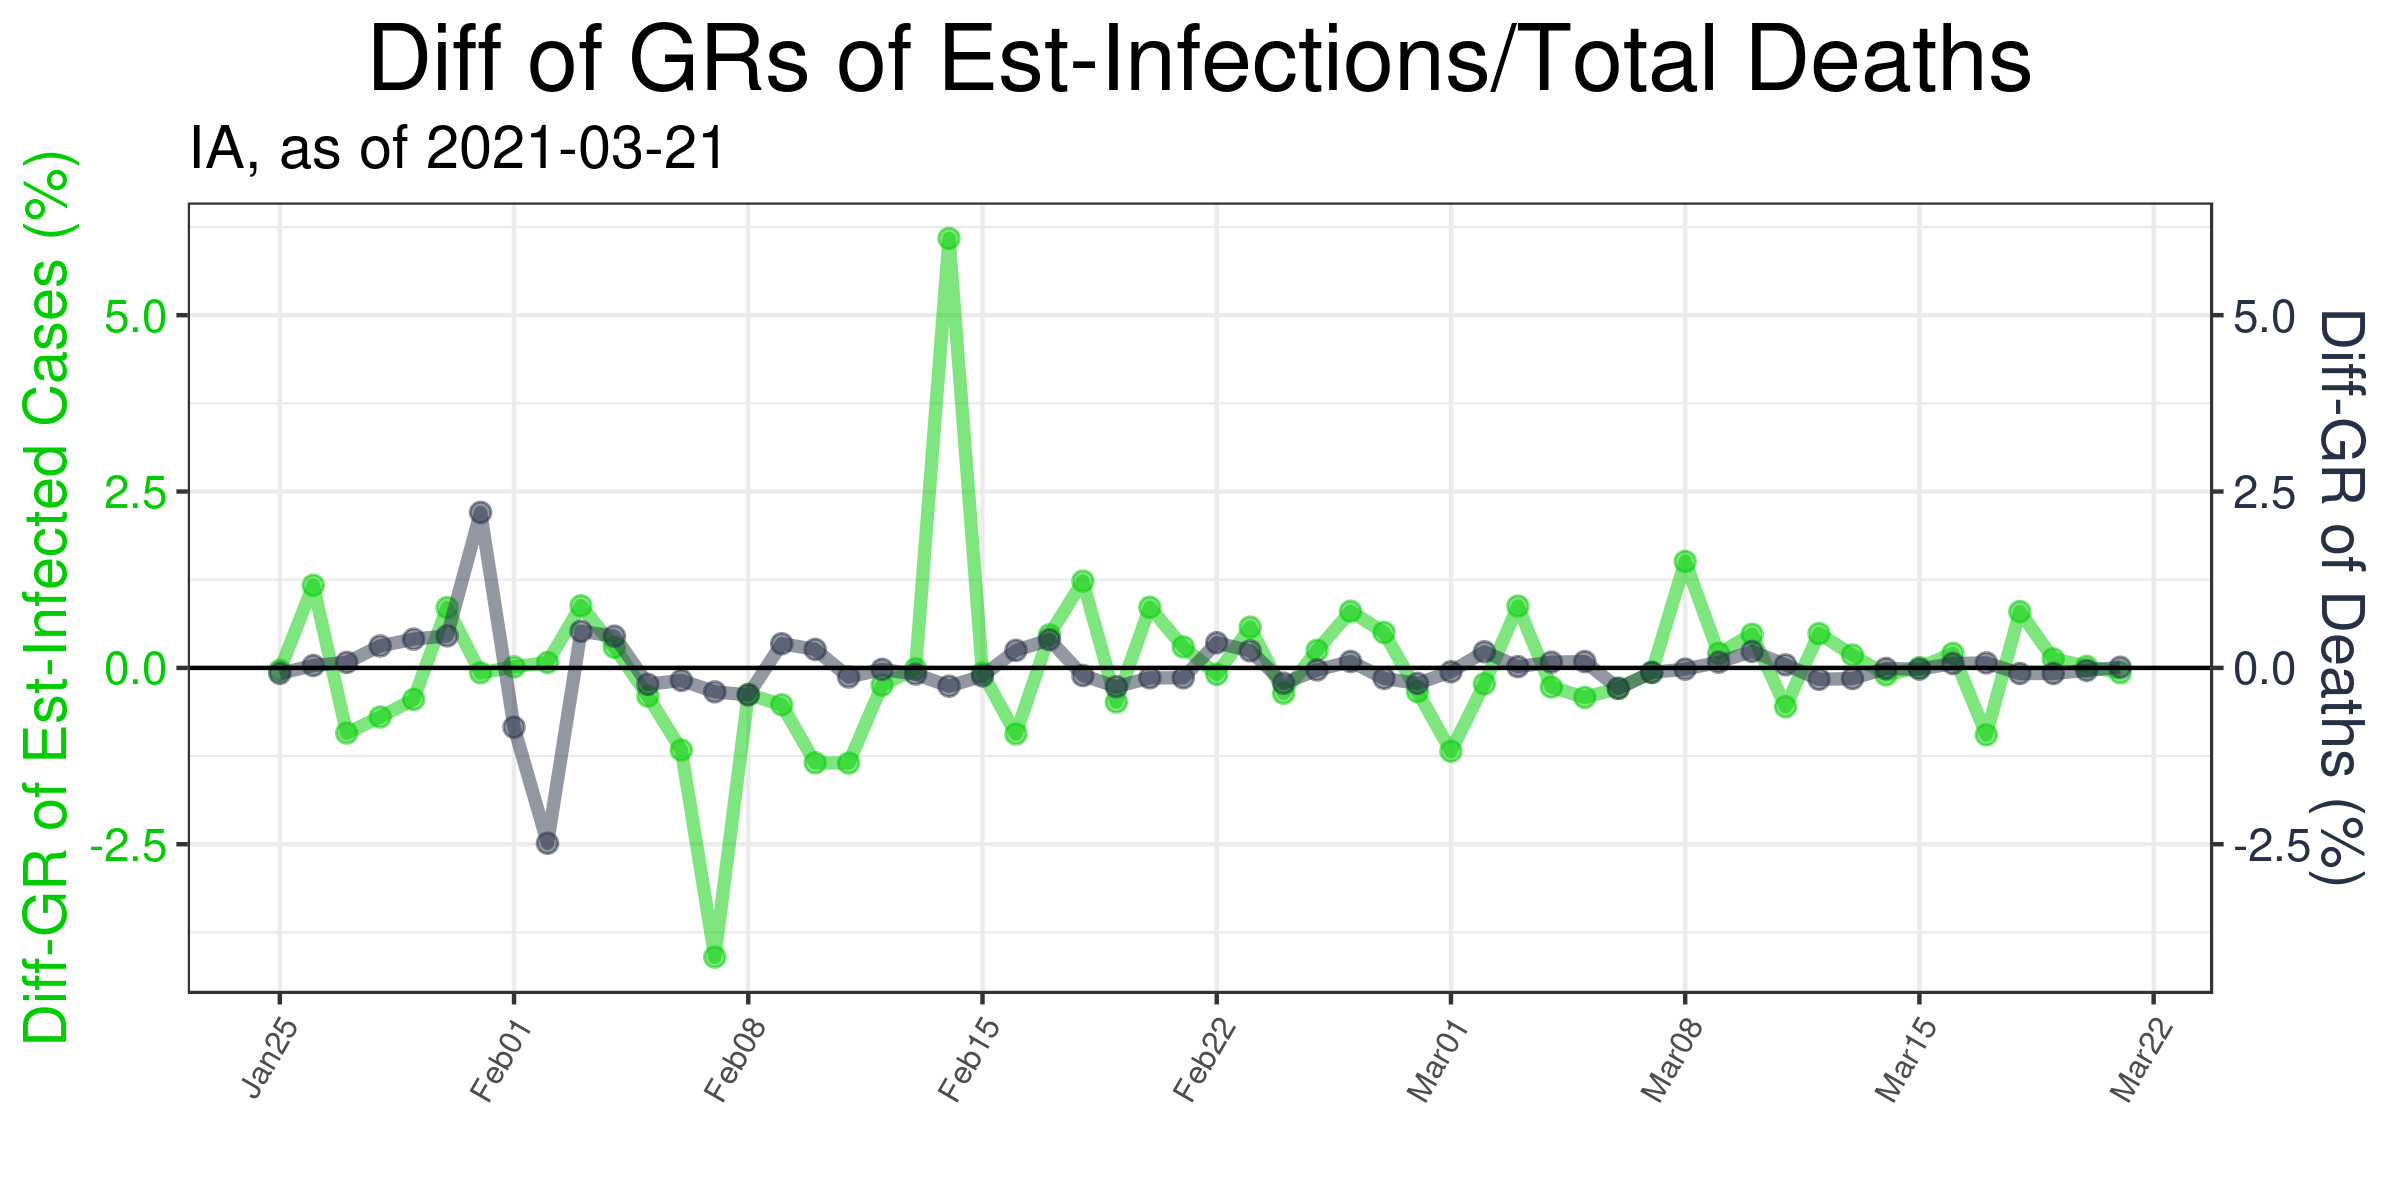 Diff of GRs of Est-Infections/Total Deaths
IA, as of 2021-03-21
Diff-GR of Est-Infected Cases (%)
5.0
2.5
0.0
-2.5
5.0
2.5
0.0
-2.5
Diff-GR of Deaths (%)
Jan25
Feb01
Feb08
Feb15
Feb22
Mar01
Mar08
Mar15
Mar22